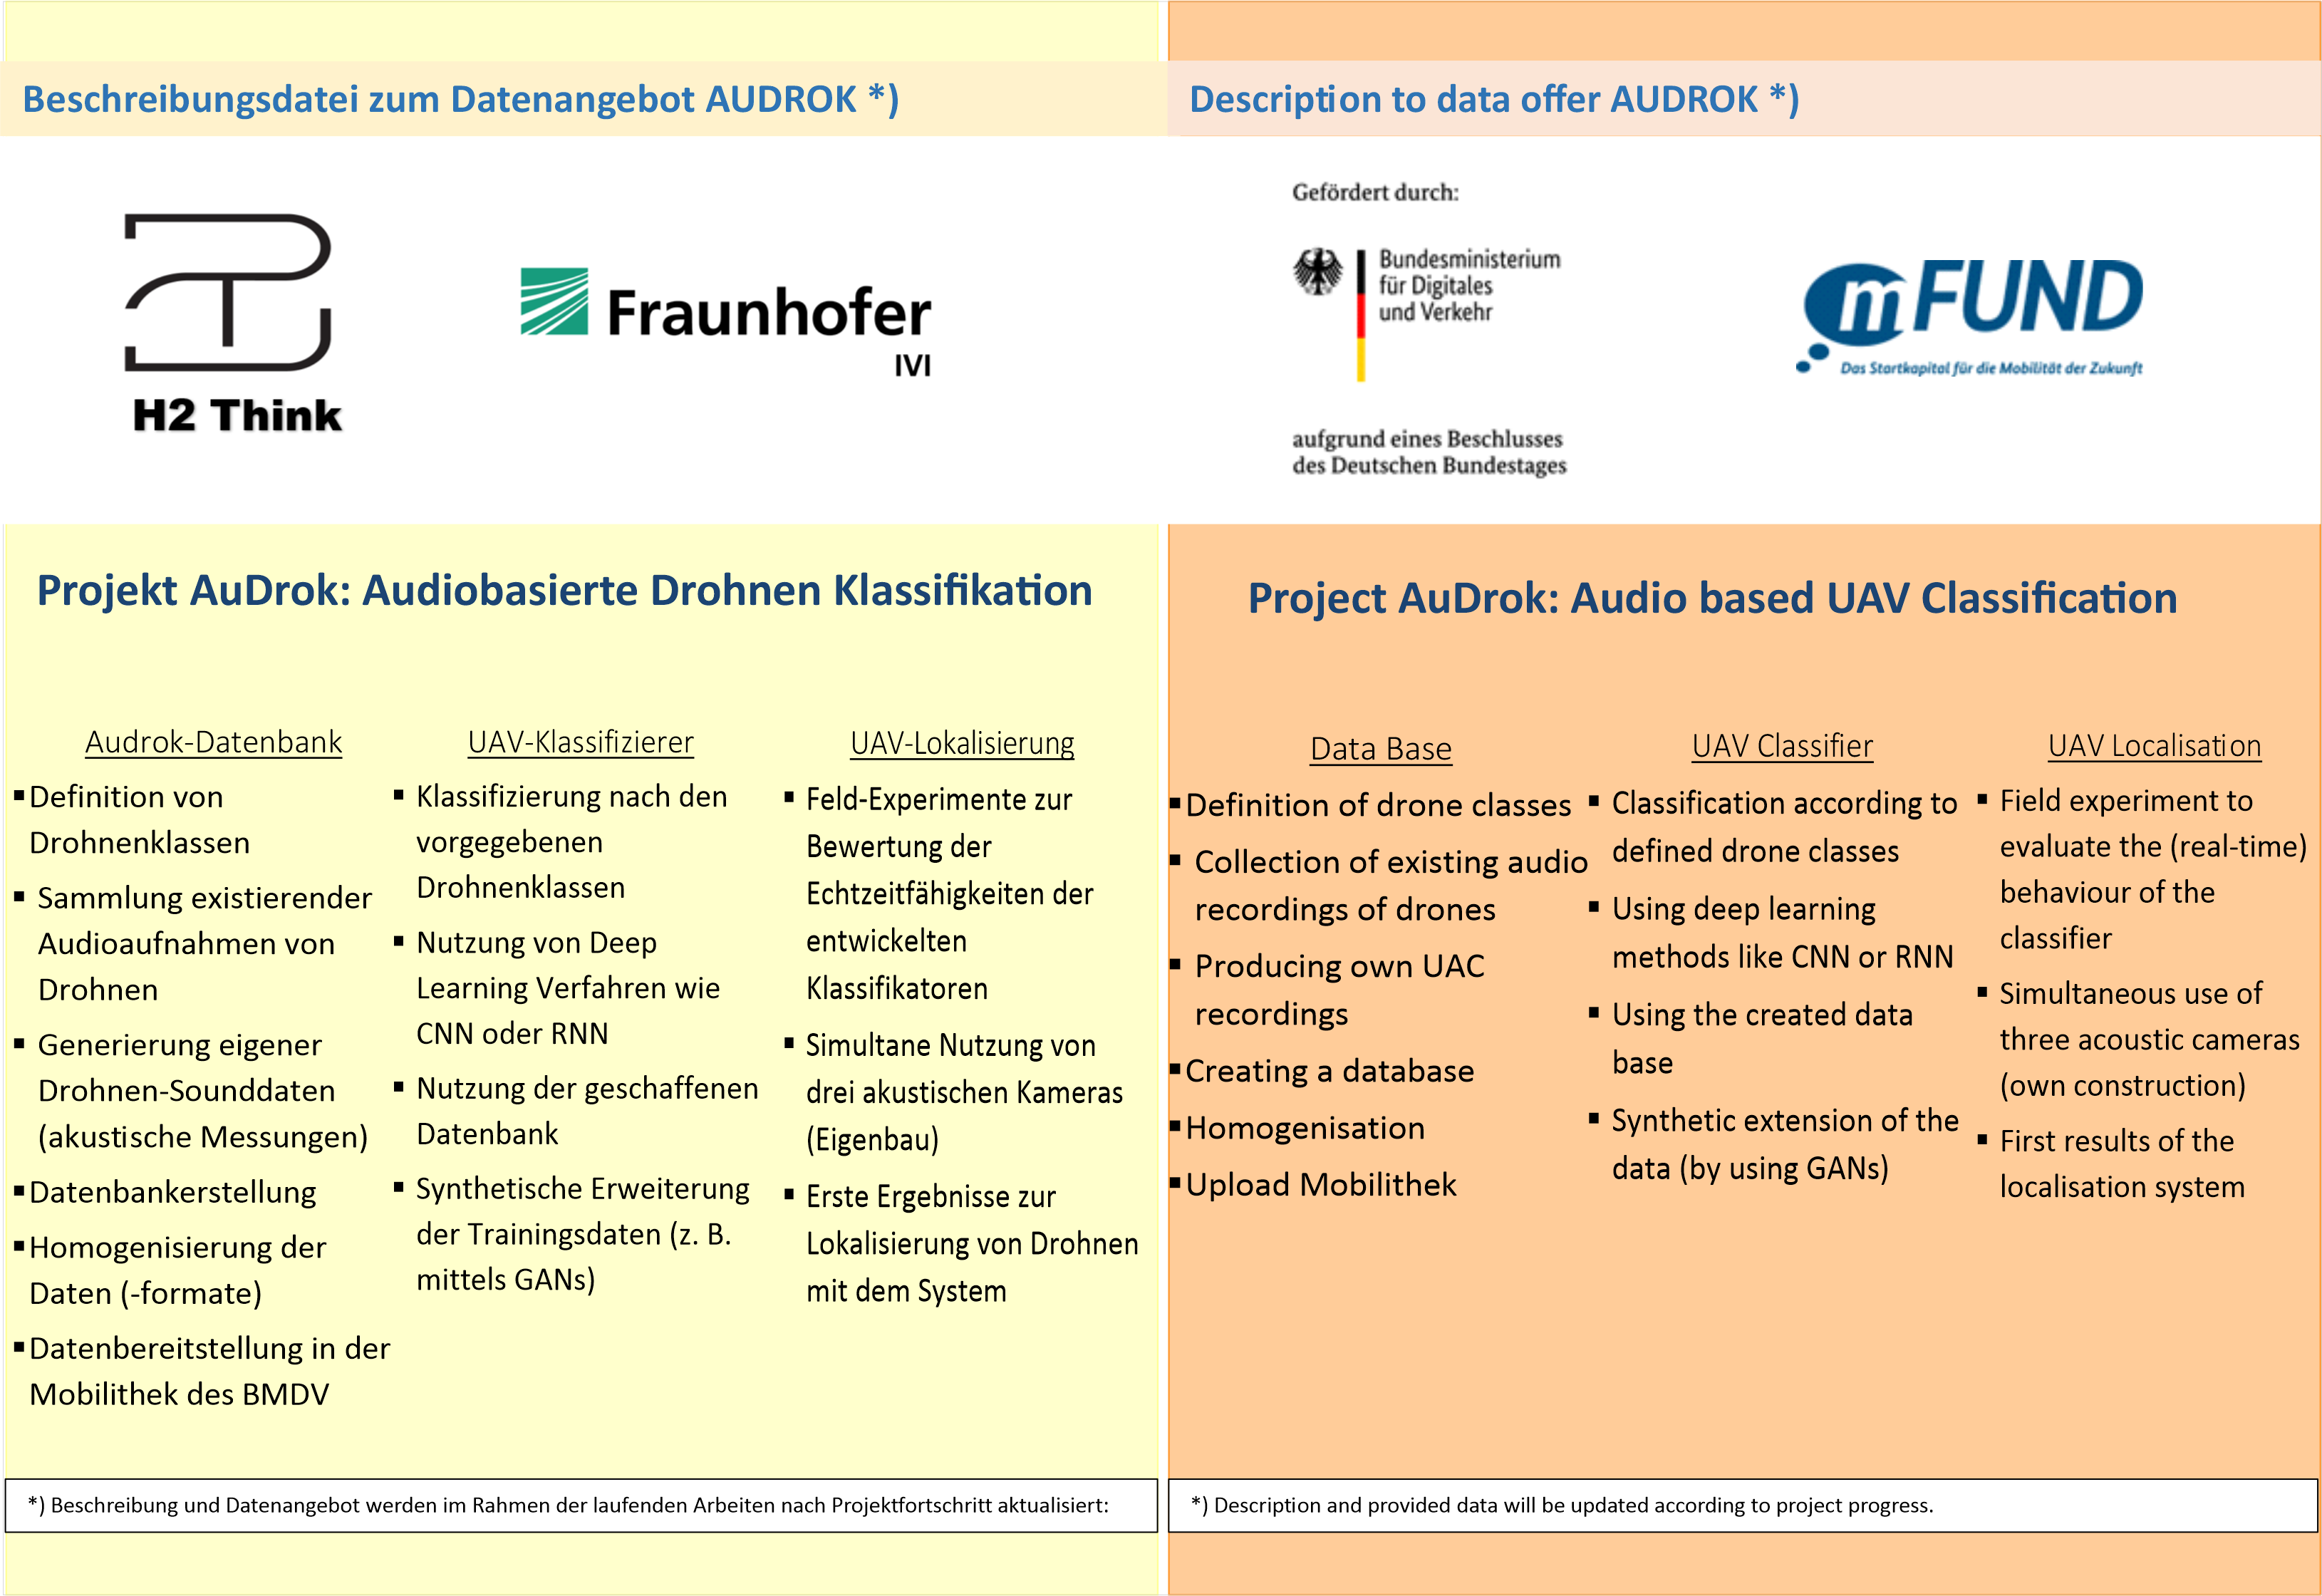 Beschreibungsdatei zum Datenangebot AUDROK *)
Description to data offer AUDROK *)
H2 Think
Fraunhofer
IVI
Gefördert durch:
Bundesministerium
für Digitales
und Verkehr
aufgrund eines Beschlusses
des Deutschen Bundestages
mFUND
Das Startkapital für die Mobilität der Zukunft
Projekt AuDrok: Audiobasierte Drohnen Klassifikation
Audrok-Datenbank
▪Definition von
Drohnenklassen
▪ Sammlung existierender
Audioaufnahmen von
Drohnen
▪ Generierung eigener
Drohnen-Sounddaten
(akustische Messungen)
▪Datenbankerstellung
▪Homogenisierung der
Daten (-formate)
▪Datenbereitstellung in der
Mobilithek des BMDV
UAV-Klassifizierer
▪ Klassifizierung nach den
vorgegebenen
Drohnenklassen
▪ Nutzung von Deep
Learning Verfahren wie
CNN oder RNN
▪ Nutzung der geschaffenen
Datenbank
▪ Synthetische Erweiterung
der Trainingsdaten (z. B.
mittels GANs)
UAV-Lokalisierung
▪ Feld-Experimente zur
Bewertung der
Echtzeitfähigkeiten der
entwickelten
Klassifikatoren
▪ Simultane Nutzung von
drei akustischen Kameras
(Eigenbau)
▪ Erste Ergebnisse zur
Lokalisierung von Drohnen
mit dem System
*) Beschreibung und Datenangebot werden im Rahmen der laufenden Arbeiten nach Projektfortschritt aktualisiert:
Project AuDrok: Audio based UAV Classification
Data Base
▪Definition of drone classes
▪ Collection of existing audio
recordings of drones
▪ Producing own UAC
recordings
▪Creating a database
▪Homogenisation
▪Upload Mobilithek
UAV Classifier
▪ Classification according to
defined drone classes
▪ Using deep learning
methods like CNN or RNN
▪ Using the created data
base
▪ Synthetic extension of the
data (by using GANs)
UAV Localisation
▪ Field experiment to
evaluate the (real-time)
behaviour of the
classifier
▪ Simultaneous use of
three acoustic cameras
(own construction)
▪ First results of the
localisation system
*) Description and provided data will be updated according to project progress.